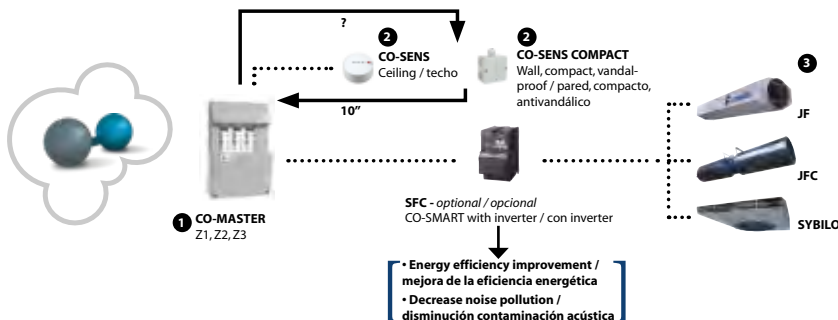 ?
2
CO-SENS
Ceiling / techo
2
CO-SENS COMPACT
Wall, compact, vandal-
proof / pared, compacto,
antivandálico
10”
3
JF
JFC
SYBILO
1 CO-MASTER
Z1, Z2, Z3
SFC - optional / opcional
CO-SMART with inverter / con inverter
• Energy efficiency improvement /
mejora de la eficiencia energética
• Decrease noise pollution /
disminución contaminación acústica